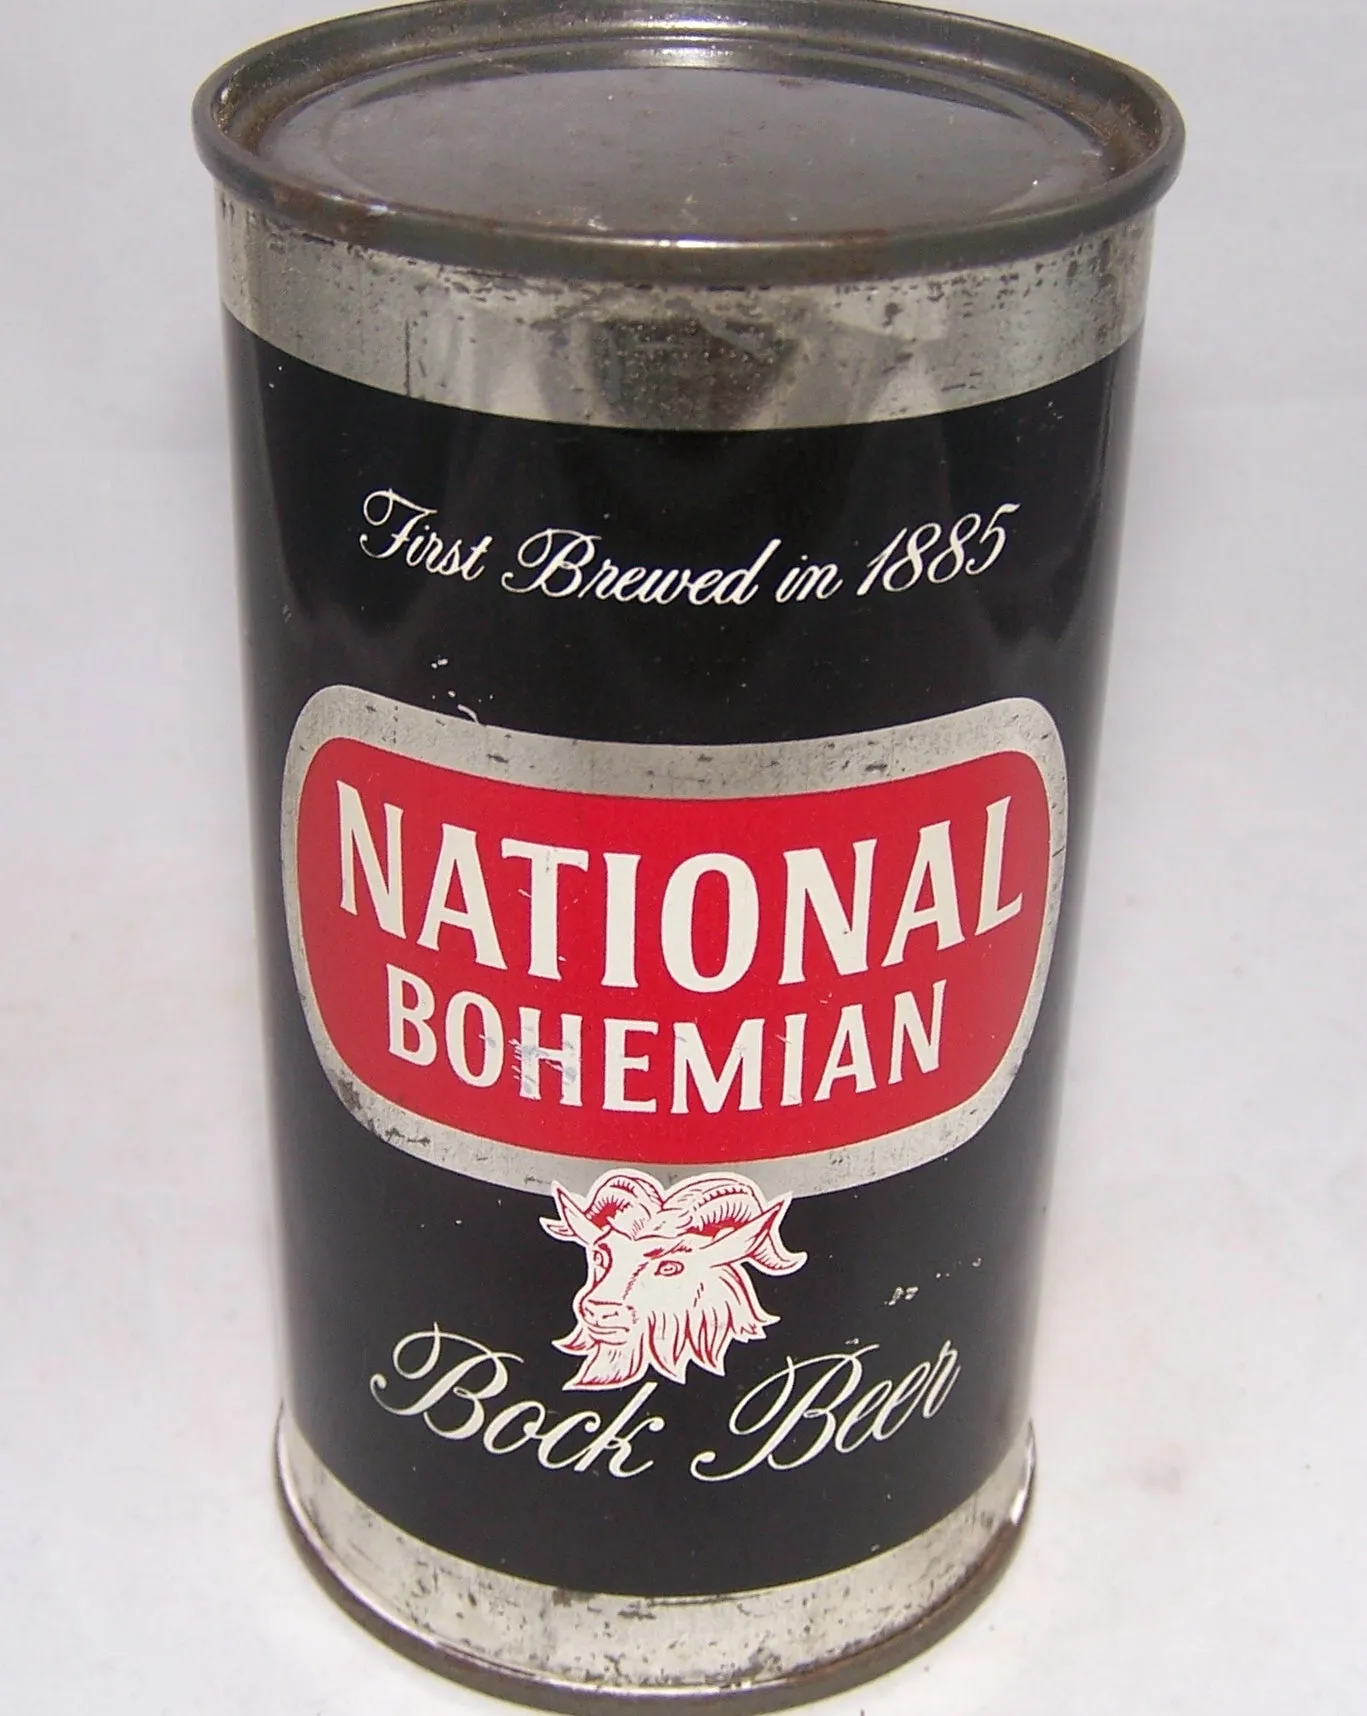 First Brewed in 1885
NATIONAL
BOHEMIAN
Bock Beer